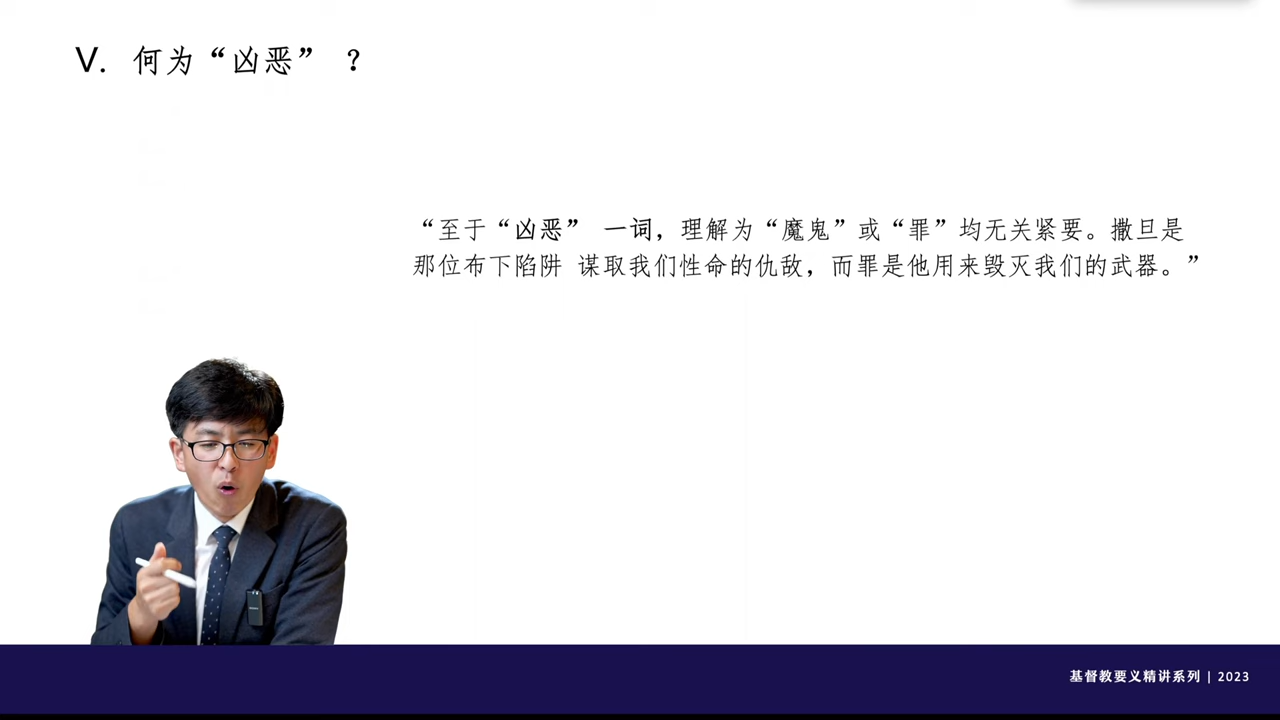 V. 何为“凶恶” ？
“至于“凶恶” 一词，理解为“魔鬼”或“罪”均无关紧要。撒旦是
那位布下陷阱 谋取我们性命的仇敌，而罪是他用来毁灭我们的武器。”
基督教要义精讲系列 | 2023